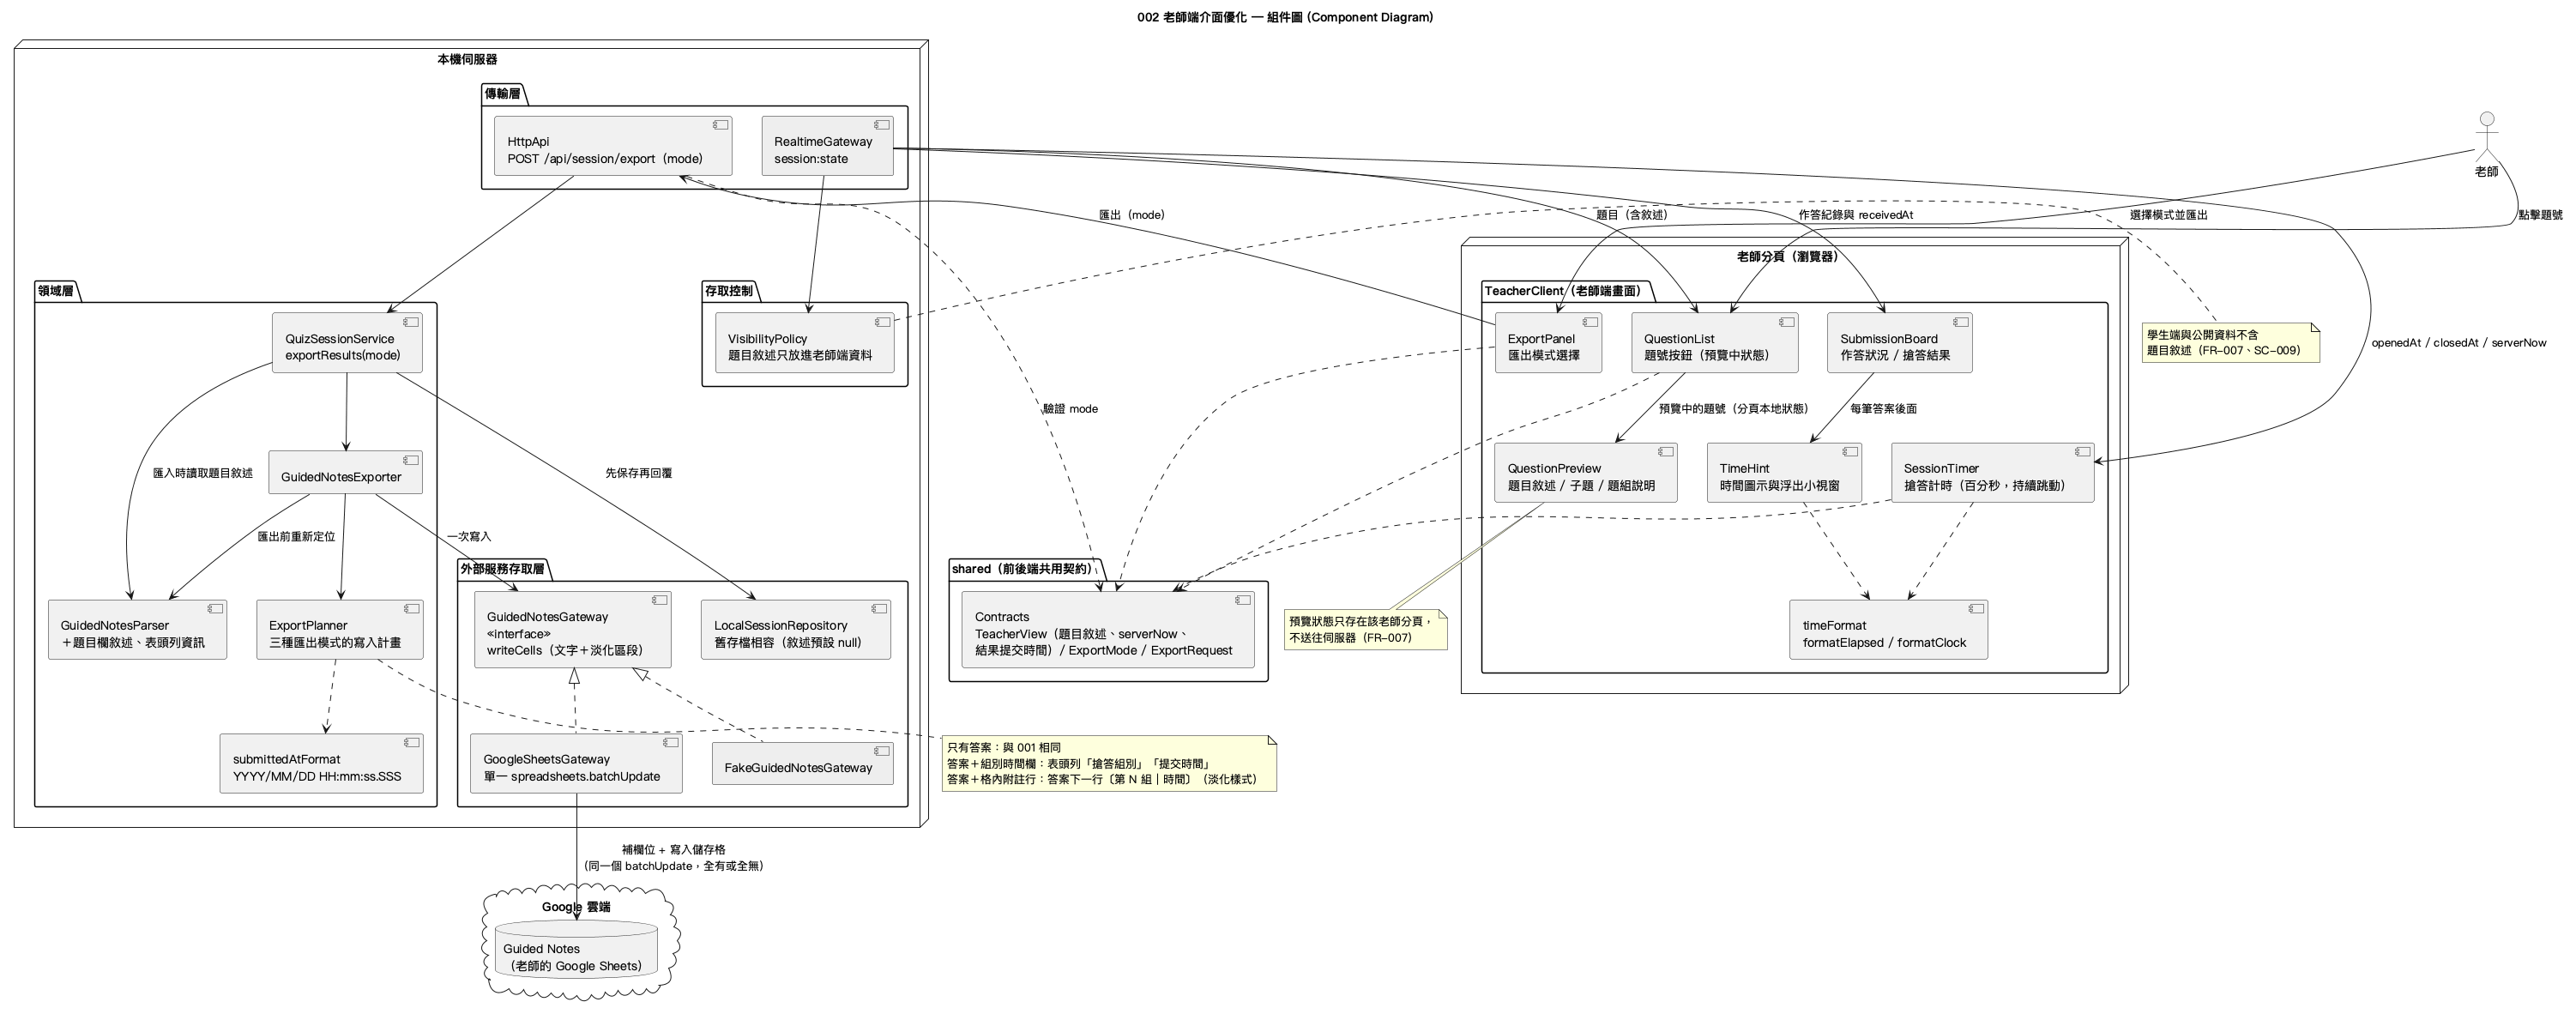 002 老師端介面優化 — 組件圖 (Component Diagram)
本機伺服器
傳輸層
HttpApi
POST /api/session/export（mode）
RealtimeGateway
session:state
老師
匯出（mode）
題目（含敘述）
作答紀錄與 receivedAt
選擇模式並匯出
點擊題號
領域層
QuizSessionService
exportResults(mode)
存取控制
VisibilityPolicy
題目敘述只放進老師端資料
老師分頁（瀏覽器）
TeacherClient（老師端畫面）
ExportPanel
匯出模式選擇
QuestionList
題號按鈕（預覽中狀態）
SubmissionBoard
作答狀況 / 搶答結果
學生端與公開資料不含
題目敘述（FR-007、SC-009）
openedAt / closedAt / serverNow
驗證 mode
預覽中的題號（分頁本地狀態）
每筆答案後面
匯入時讀取題目敘述
GuidedNotesExporter
先保存再回覆
QuestionPreview
題目敘述 / 子題 / 題組說明
TimeHint
時間圖示與浮出小視窗
SessionTimer
搶答計時（百分秒，持續跳動）
匯出前重新定位
一次寫入
外部服務存取層
shared（前後端共用契約）
GuidedNotesParser
＋題目欄敘述、表頭列資訊
ExportPlanner
三種匯出模式的寫入計畫
GuidedNotesGateway
«interface»
writeCells（文字＋淡化區段）
LocalSessionRepository
舊存檔相容（敘述預設 null）
Contracts
TeacherView（題目敘述、serverNow、
結果提交時間）/ ExportMode / ExportRequest
預覽狀態只存在該老師分頁，
不送往伺服器（FR-007）
timeFormat
formatElapsed / formatClock
submittedAtFormat
YYYY/MM/DD HH:mm:ss.SSS
GoogleSheetsGateway
單一 spreadsheets.batchUpdate
FakeGuidedNotesGateway
只有答案：與 001 相同
答案＋組別時間欄：表頭列「搶答組別」「提交時間」
答案＋格內附註行：答案下一行〔第 N 組｜時間〕（淡化樣式）
補欄位 + 寫入儲存格
（同一個 batchUpdate，全有或全無）
Google 雲端
Guided Notes
（老師的 Google Sheets）